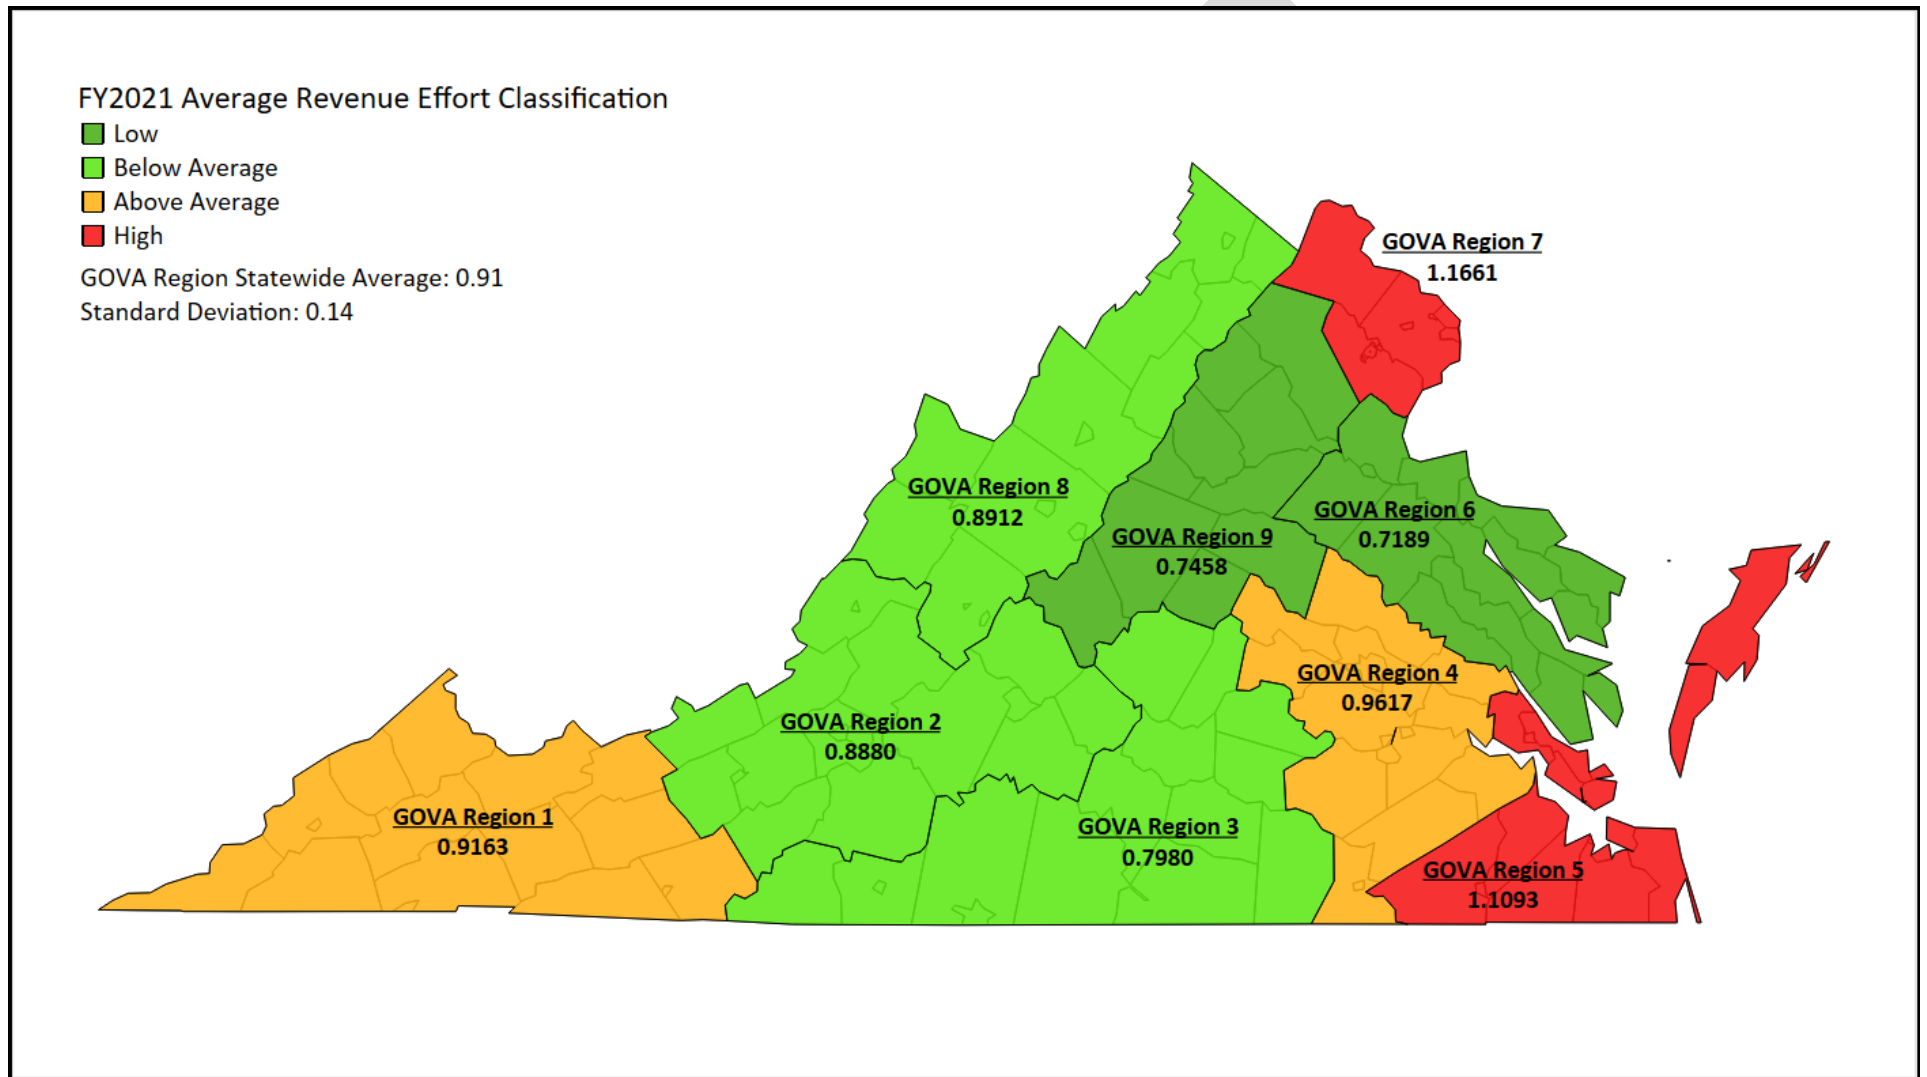 FY2021 Average Revenue Effort Classification
Low
Below Average
Above Average
High
GOVA Region Statewide Average: 0.91
Standard Deviation: 0.14
GOVA Region 7
1.1661
GOVA Region 8
0.8912
GOVA Region 6
0.7189
GOVA Region 9
0.7458
GOVA Region 4
0.9617
GOVA Region 2
0.8880
GOVA Region 1
0.9163
GOVA Region 3
0.7980
GOVA Region 5
1.1093